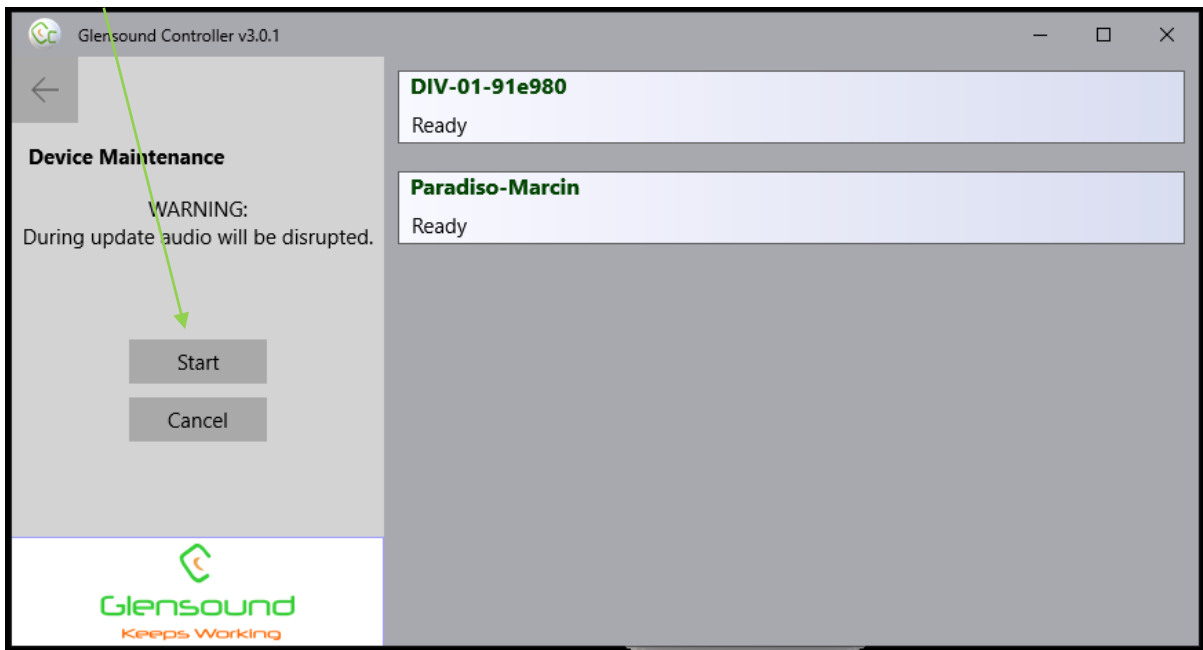 Glensound Controller v3.0.1
Device Maintenance
WARNING:
During update audio will be disrupted.
Start
Cancel
Glensound
Keeps Working
DIV-01-91e980
Ready
Paradiso-Marcin
Ready